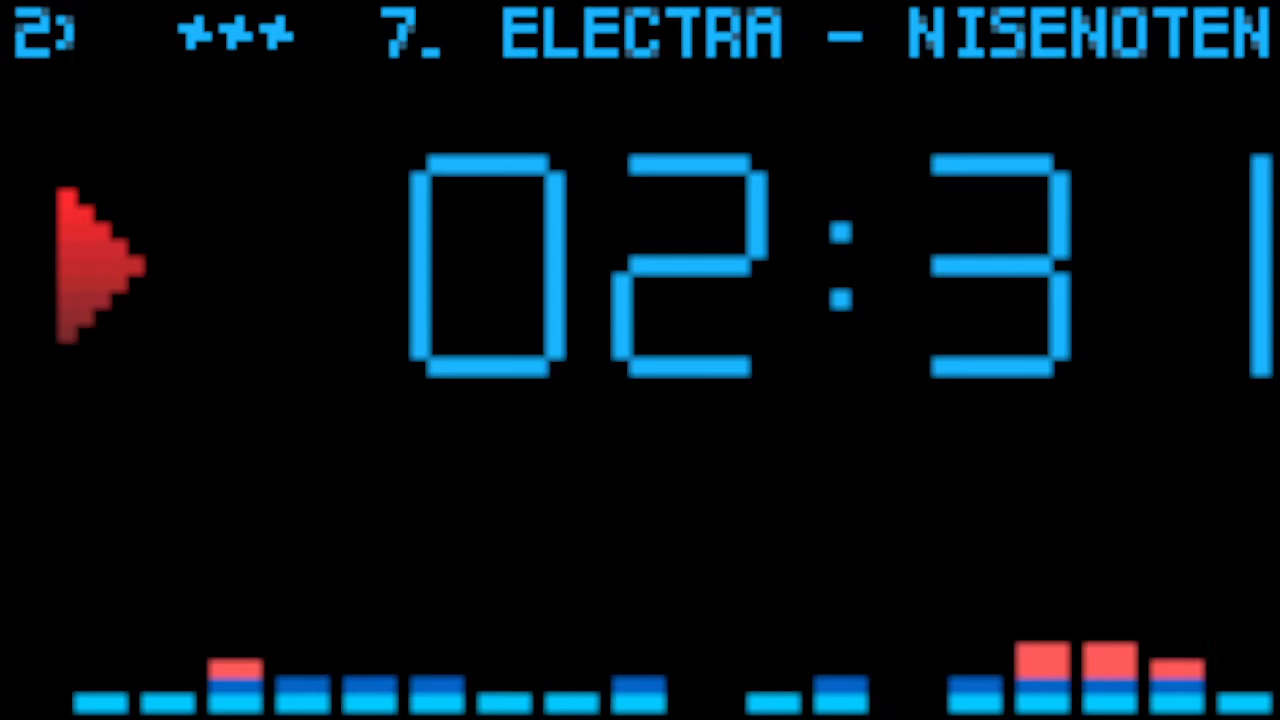 2) *** 7. ELECTRA - NISENOTEN
02:31